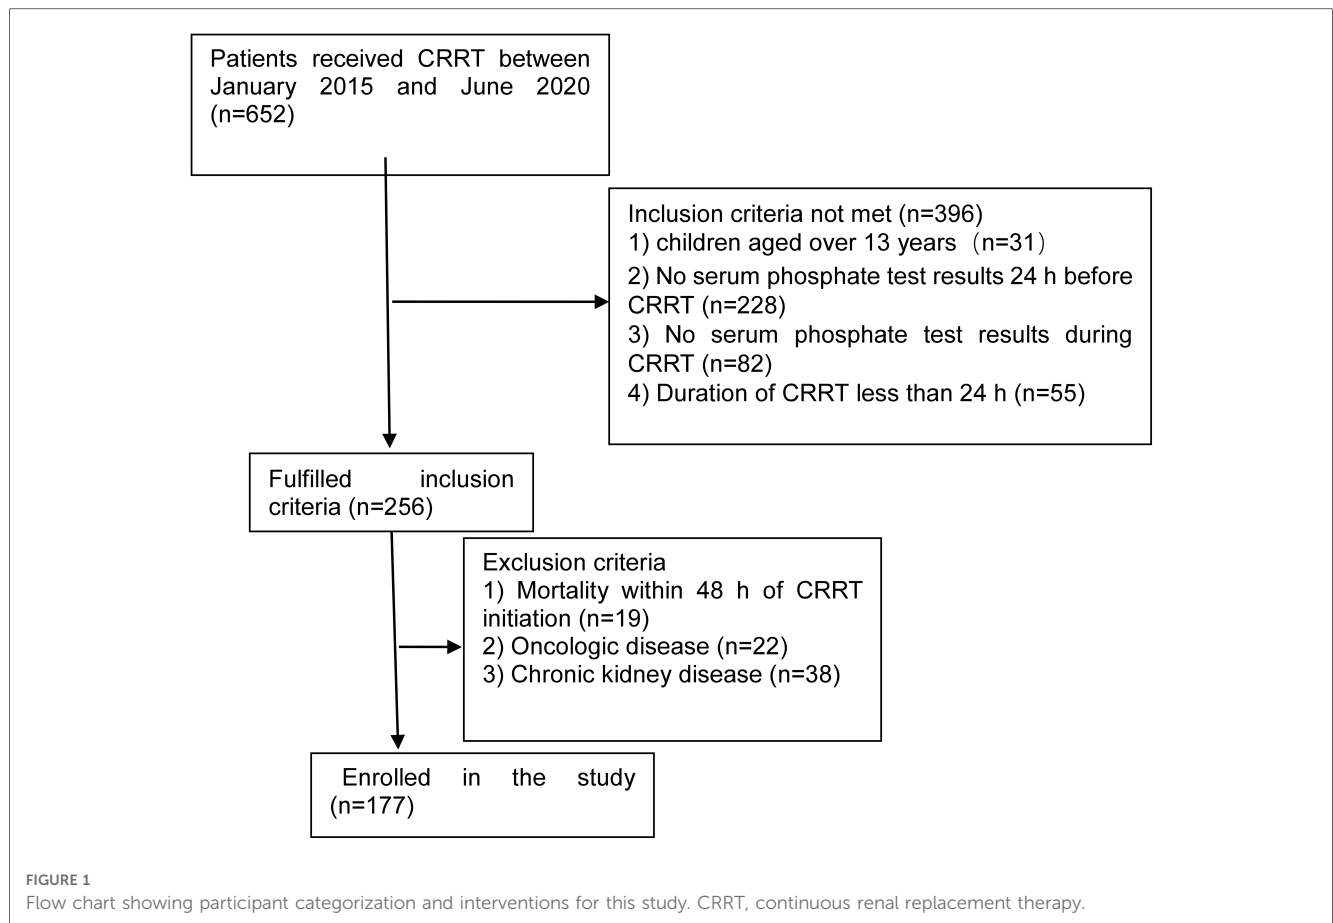 Patients received CRRT between
January 2015 and June 2020
(n=652)
Inclusion criteria not met (n=396)
1) children aged over 13 years（n=31）
2) No serum phosphate test results 24 h before
CRRT (n=228)
3) No serum phosphate test results during
CRRT (n=82)
4) Duration of CRRT less than 24 h (n=55)
Fulfilled inclusion
criteria (n=256)
Exclusion criteria
1) Mortality within 48 h of CRRT
initiation (n=19)
2) Oncologic disease (n=22)
3) Chronic kidney disease (n=38)
Enrolled in the study
(n=177)
FIGURE 1
Flow chart showing participant categorization and interventions for this study. CRRT, continuous renal replacement therapy.